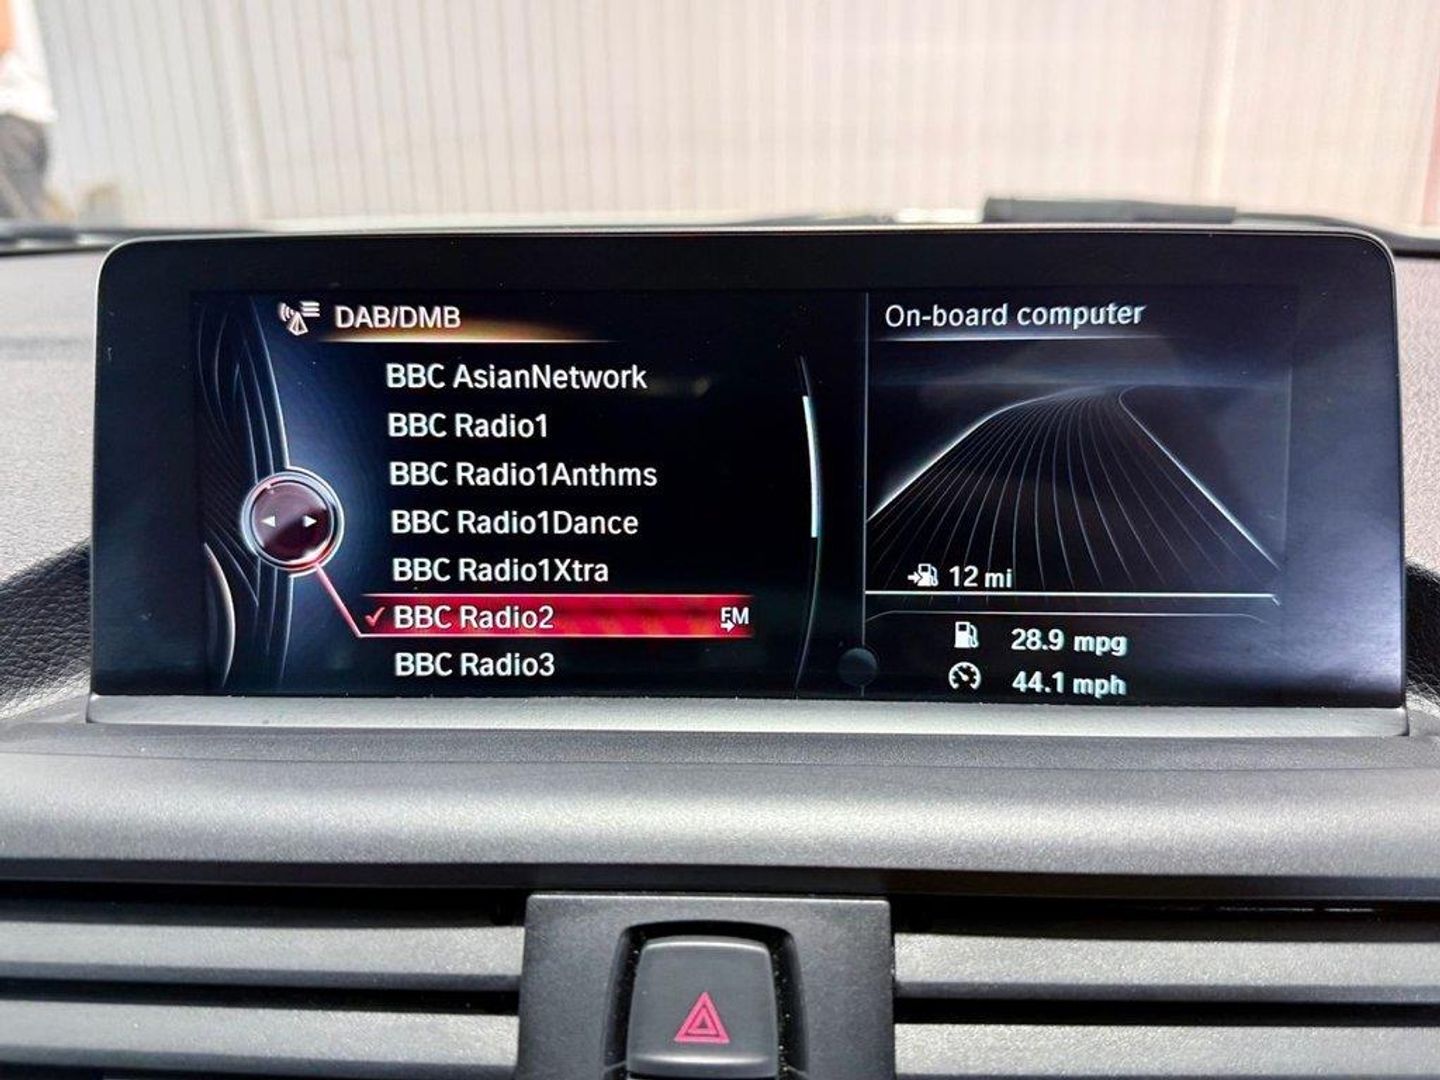 DAB/DMB
BBC AsianNetwork
BBC Radio1
BBC Radio1Anthms
BBC Radio1Dance
BBC Radio1Xtra
BBC Radio2 FM
BBC Radio3
On-board computer
12 mi
28.9 mpg
44.1 mph